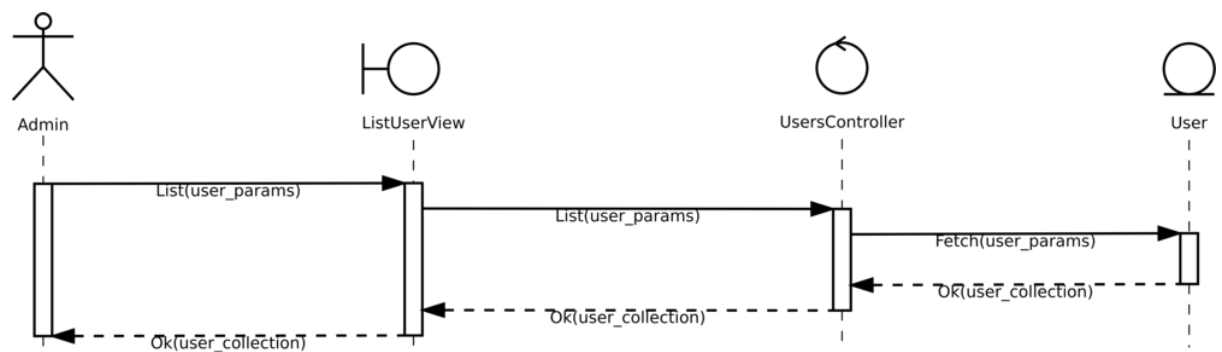 Admin
ListUserView
UsersController
User
List(user_params)
List(user_params)
Fetch(user_params)
Ok(user_collection)
Ok(user_collection)
Ok(user_collection)